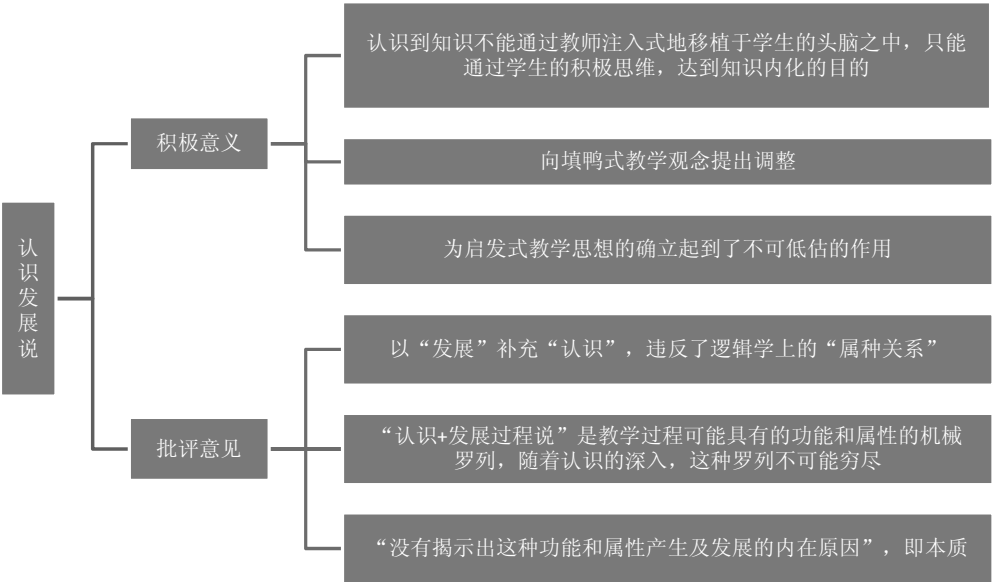 认识发展说
积极意义
认识到知识不能通过教师注入式地移植于学生的头脑之中，只能
通过学生的积极思维，达到知识内化的目的
向填鸭式教学观念提出调整
为启发式教学思想的确立起到了不可低估的作用
批评意见
以“发展”补充“认识”，违反了逻辑学上的“属种关系”
“认识+发展过程说”是教学过程可能具有的功能和属性的机械
罗列，随着认识的深入，这种罗列不可能穷尽
“没有揭示出这种功能和属性产生及发展的内在原因”，即本质